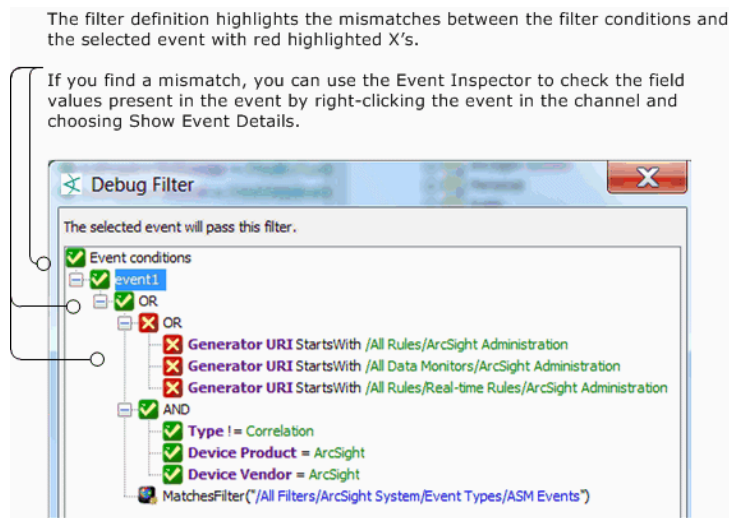 The filter definition highlights the mismatches between the filter conditions and
the selected event with red highlighted X's.
If you find a mismatch, you can use the Event Inspector to check the field
values present in the event by right-clicking the event in the channel and
choosing Show Event Details.
Debug Filter
The selected event will pass this filter.
Event conditions
event1
OR
OR
Generator URI StartsWith /All Rules/ArcSight Administration
Generator URI StartsWith /All Data Monitors/ArcSight Administration
Generator URI StartsWith /All Rules/Real-time Rules/ArcSight Administration
AND
Type != Correlation
Device Product = ArcSight
Device Vendor = ArcSight
MatchesFilter("/All Filters/ArcSight System/Event Types/ASM Events")